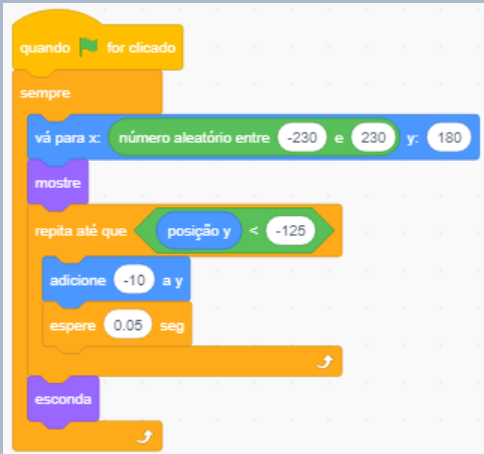 quando for clicado
sempre
vá para x: número aleatório entre -230 e 230 y: 180
mostre
repita até que posição y < -125
adicione -10 a y
espere 0.05 seg
esconda